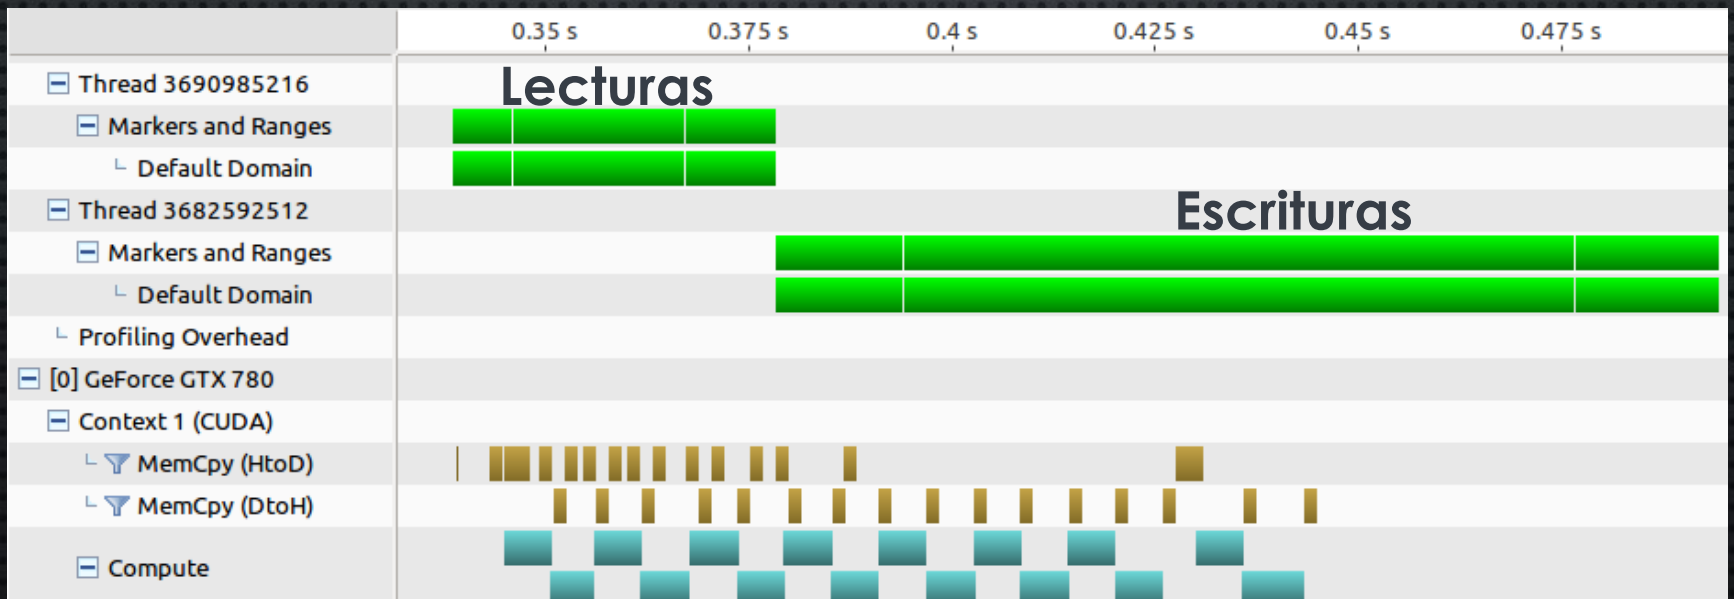 0.35 s 0.375 s 0.4 s 0.425 s 0.45 s 0.475 s
Thread 3690985216
Lecturas
Markers and Ranges
Default Domain
Thread 3682592512
Escrituras
Markers and Ranges
Default Domain
Profiling Overhead
[0] GeForce GTX 780
Context 1 (CUDA)
MemCpy (HtoD)
MemCpy (DtoH)
Compute